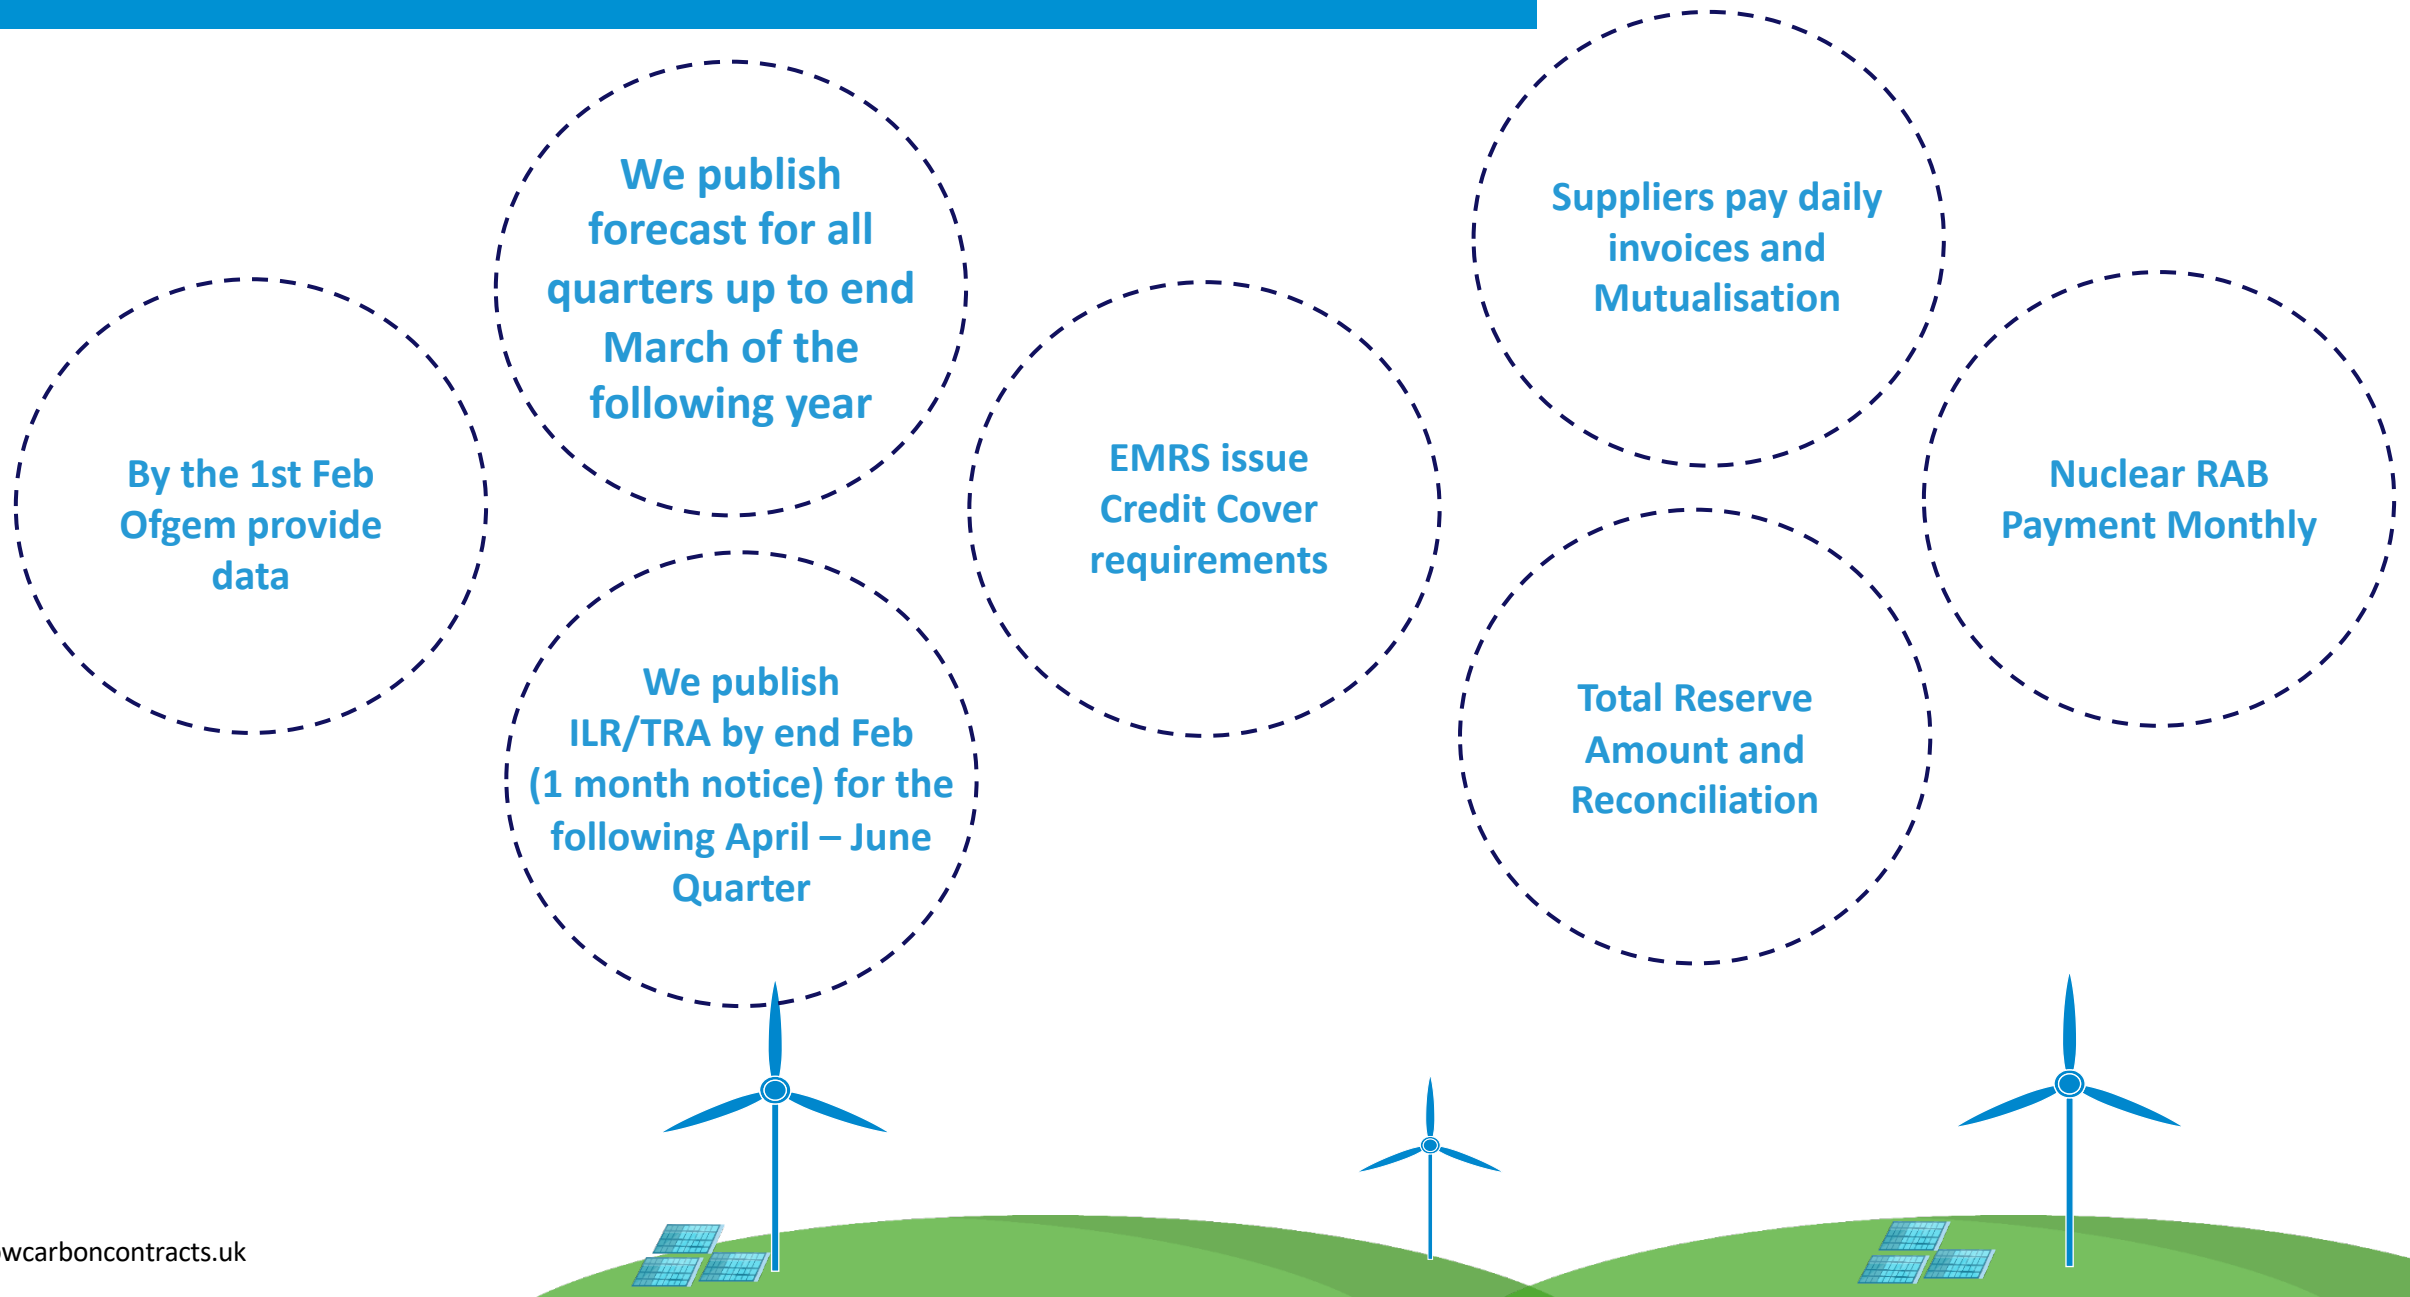 By the 1st Feb
Ofgem provide
data
We publish
forecast for all
quarters up to end
March of the
following year
We publish
ILR/TRA by end Feb
(1 month notice) for the
following April – June
Quarter
EMRS issue
Credit Cover
requirements
Suppliers pay daily
invoices and
Mutualisation
Total Reserve
Amount and
Reconciliation
Nuclear RAB
Payment Monthly
owcarboncontracts.uk